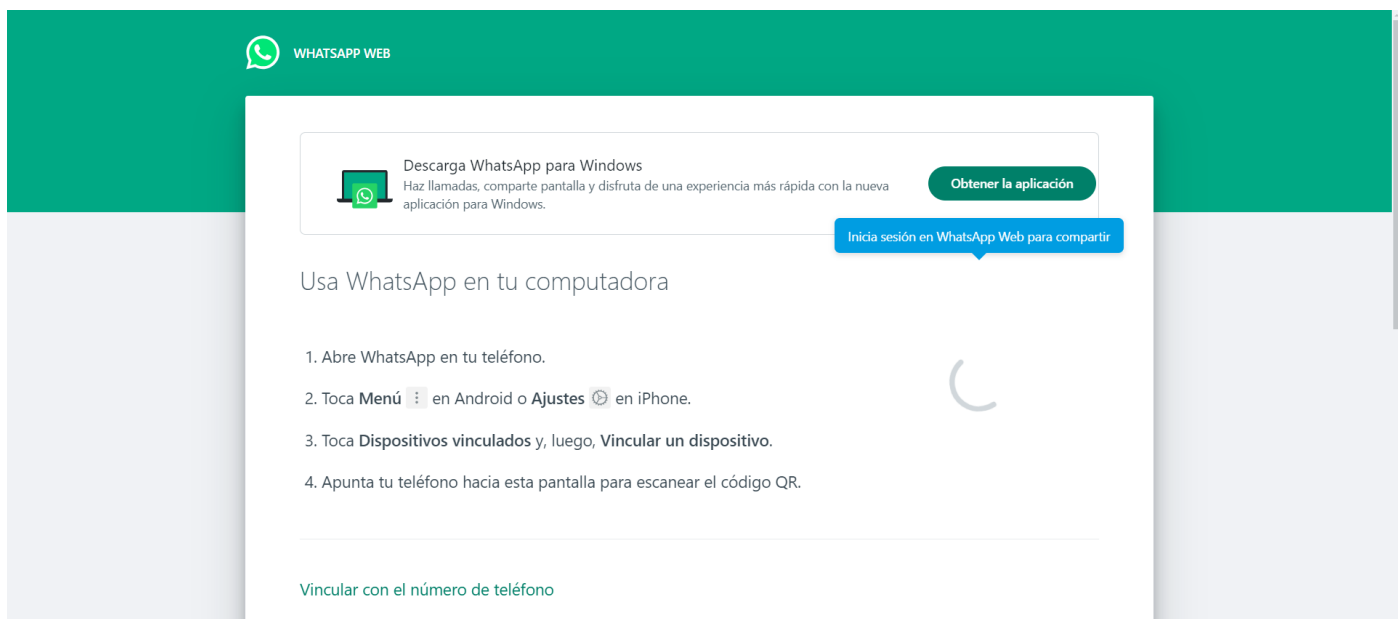 WHATSAPP WEB
Descarga WhatsApp para Windows
Haz llamadas, comparte pantalla y disfruta de una experiencia más rápida con la nueva
aplicación para Windows.
Obtener la aplicación
Inicia sesión en WhatsApp Web para compartir
Usa WhatsApp en tu computadora
1. Abre WhatsApp en tu teléfono.
2. Toca Menú en Android o Ajustes en iPhone.
3. Toca Dispositivos vinculados y, luego, Vincular un dispositivo.
4. Apunta tu teléfono hacia esta pantalla para escanear el código QR.
Vincular con el número de teléfono